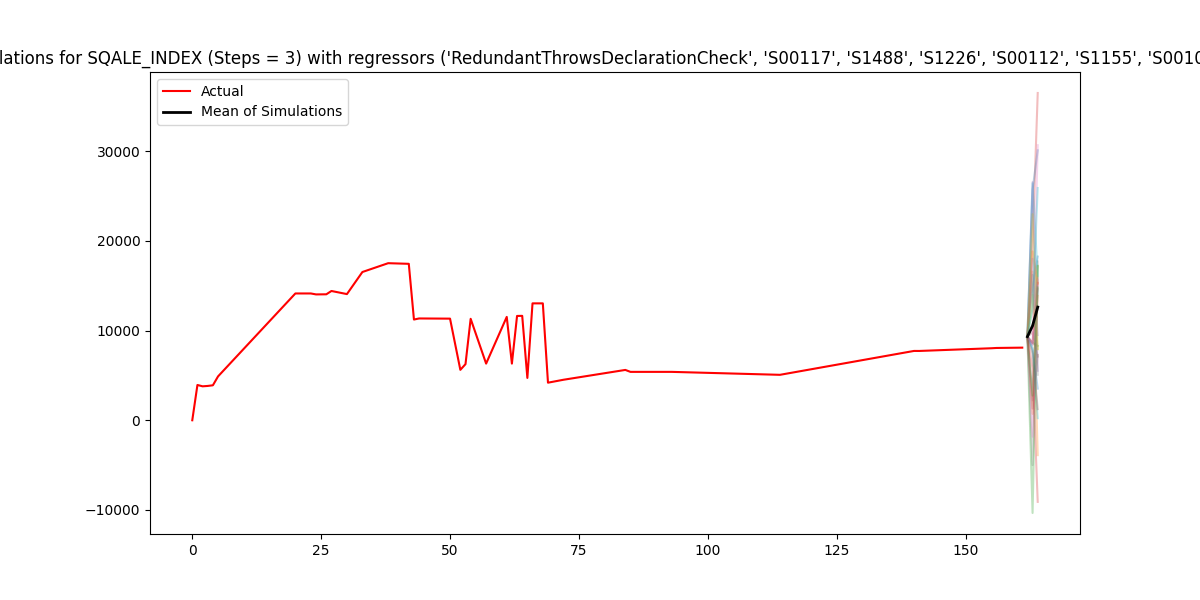 lations for SQALE_INDEX (Steps = 3) with regressors ('RedundantThrowsDeclarationCheck', 'S00117', 'S1488', 'S1226', 'S00112', 'S1155', 'S0010
Actual
Mean of Simulations
30000
20000
10000
0
−10000
0 25 50 75 100 125 150